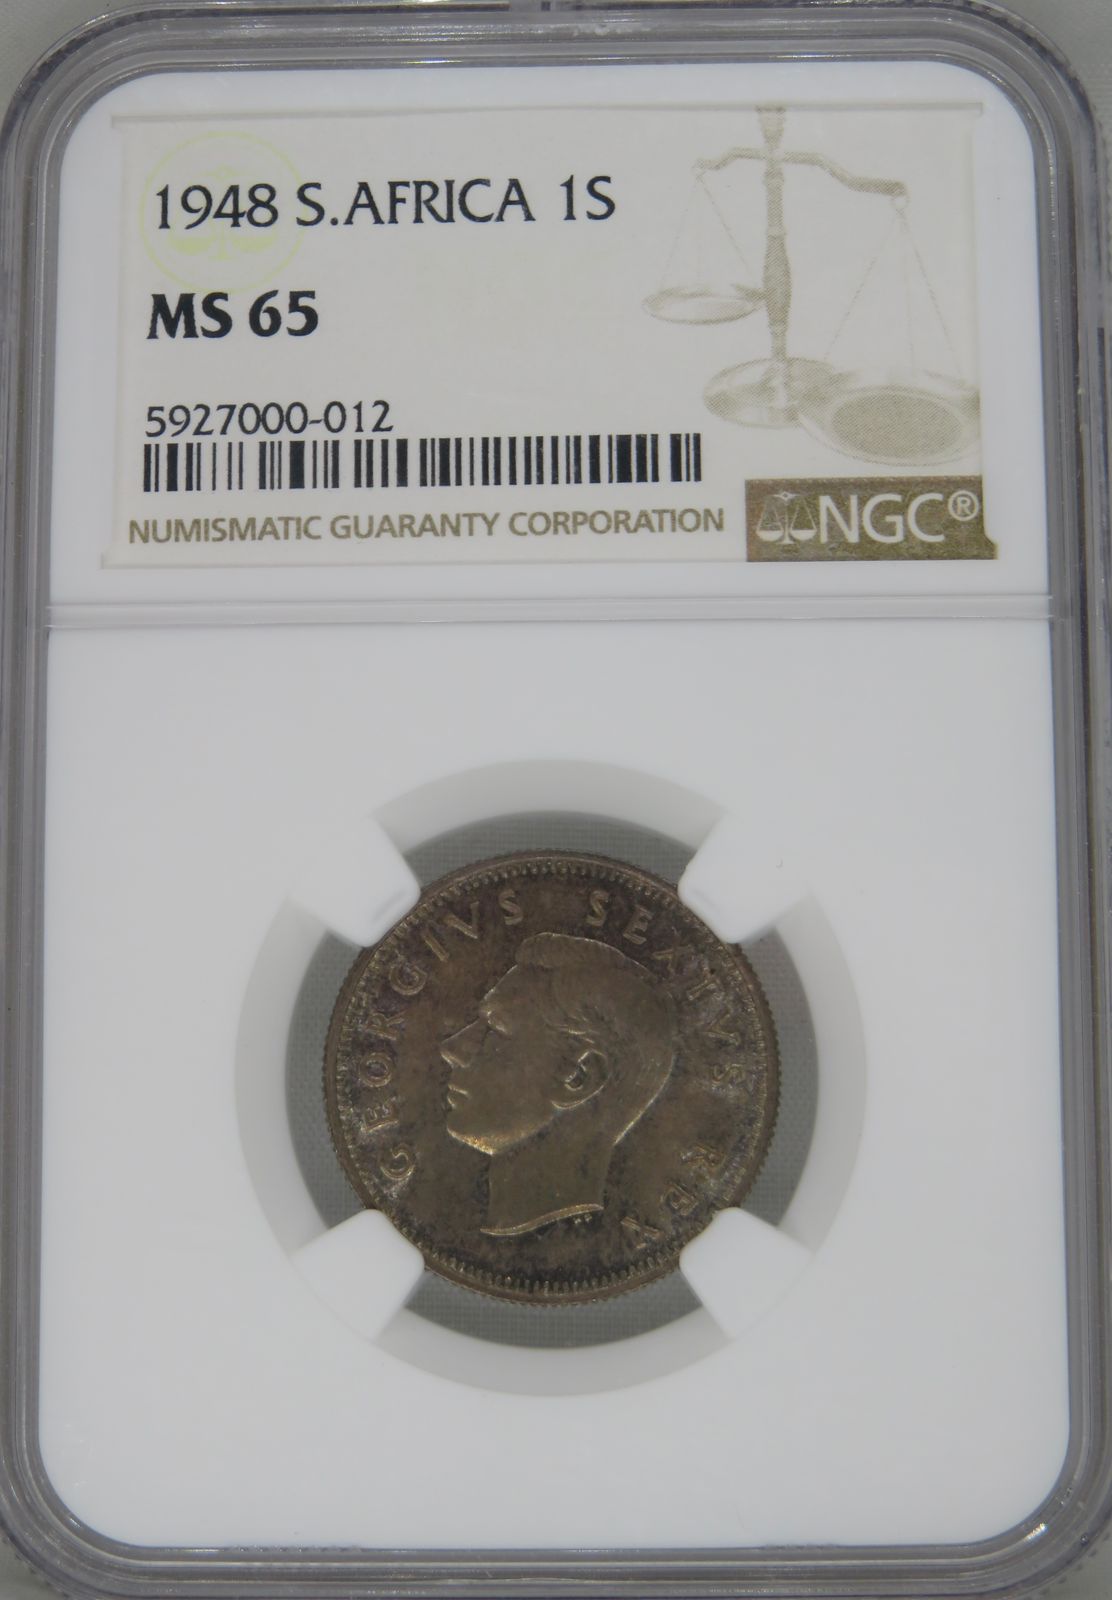 1948 S.AFRICA 1S
MS 65
5927000-012
NUMISMATIC GUARANTY CORPORATION
NGC®
GEORGIVS SEXTVS REX